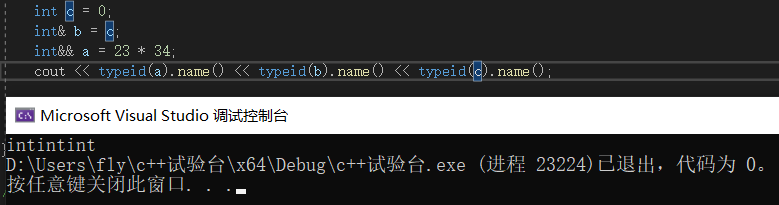 int c = 0;
int& b = c;
int&& a = 23 * 34;
cout << typeid(a).name() << typeid(b).name() << typeid(c).name();
Microsoft Visual Studio 调试控制台
intintint
D:\Users\fly\c++试验台\x64\Debug\c++试验台.exe (进程 23224)已退出，代码为 0。
按任意键关闭此窗口. . .